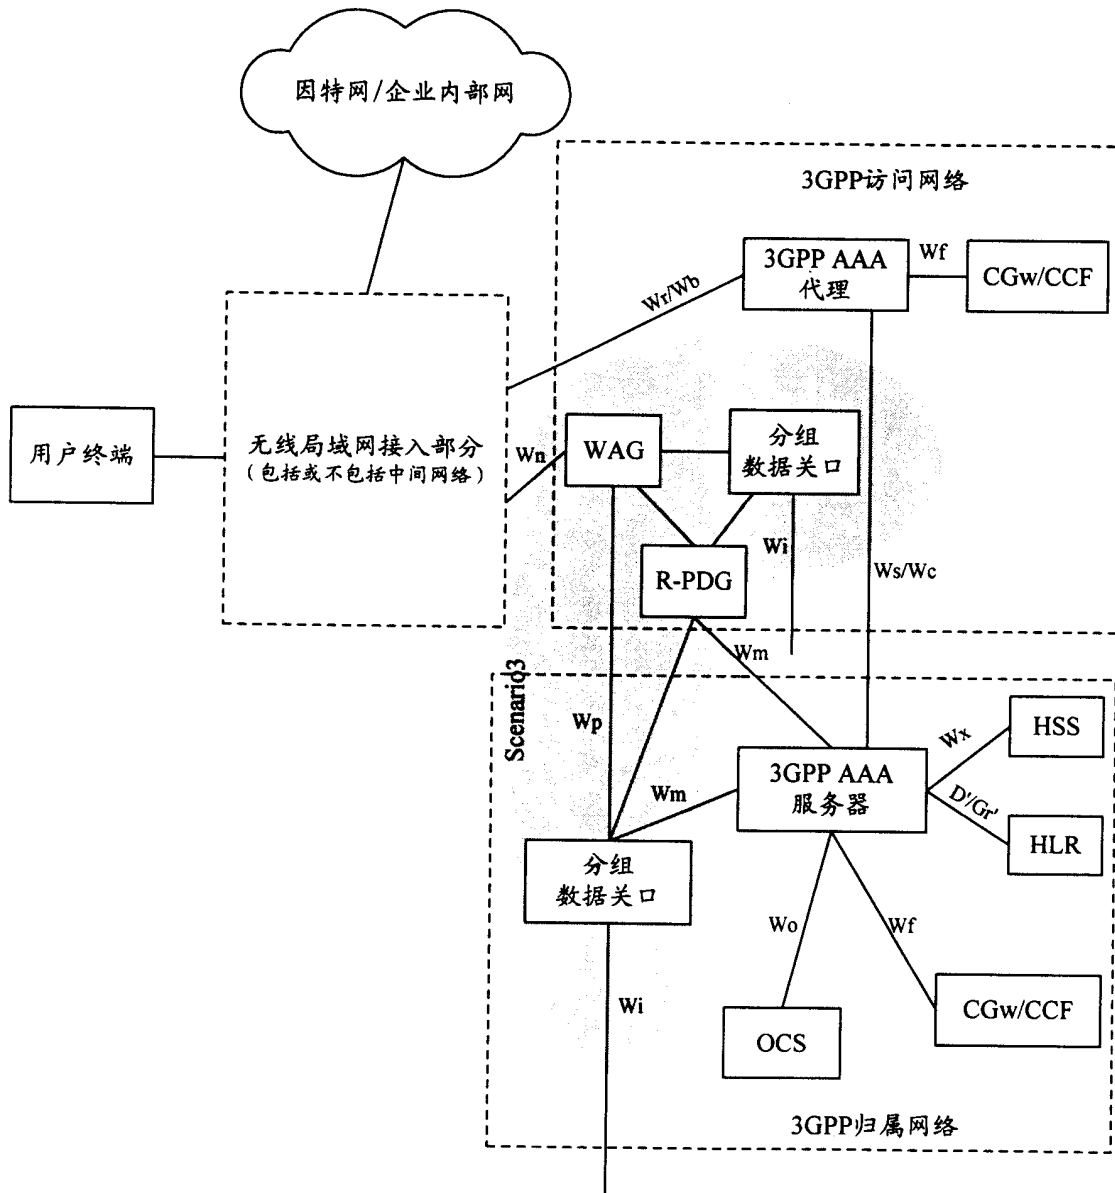 因特网/企业内部网
3GPP访问网络
3GPP AAA
代理
Wf
CGw/CCF
Wr/Wb
用户终端
无线局域网接入部分
(包括或不包括中间网络)
Wn
WAG
分组
数据关口
Wi
R-PDG
Ws/Wc
Wm
Scenario3
Wp
Wm
3GPP AAA
服务器
Wx
HSS
D'/Gr'
HLR
分组
数据关口
Wo
Wf
Wi
OCS
CGw/CCF
3GPP归属网络